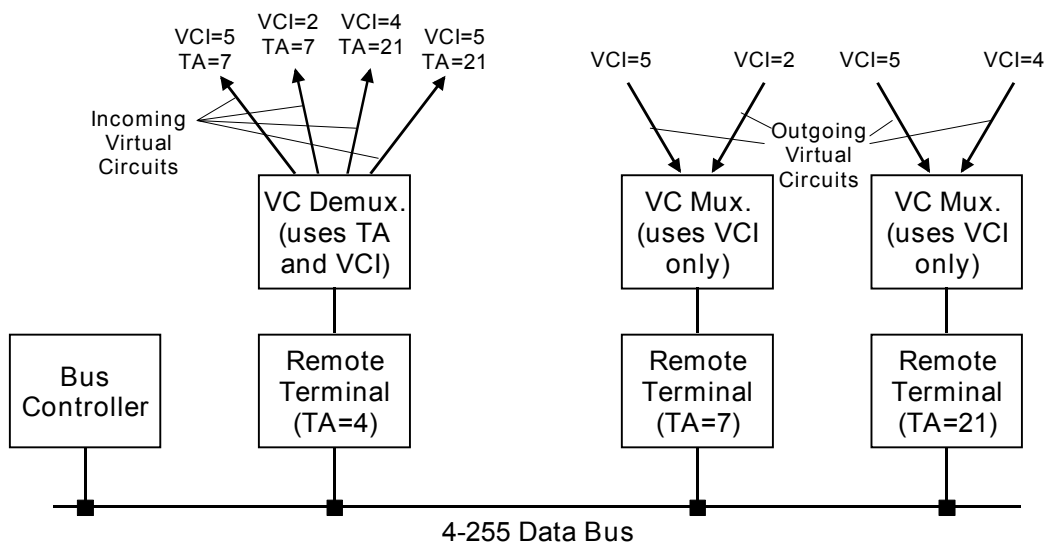 VCI=5
TA=7
VCI=2
TA=7
VCI=4
TA=21
VCI=5
TA=21
Incoming
Virtual
Circuits
VCI=5
VCI=2
VCI=5
VCI=4
Outgoing
Virtual
Circuits
VC Demux.
(uses TA
and VCI)
VC Mux.
(uses VCI
only)
VC Mux.
(uses VCI
only)
Bus
Controller
Remote
Terminal
(TA=4)
Remote
Terminal
(TA=7)
Remote
Terminal
(TA=21)
4-255 Data Bus